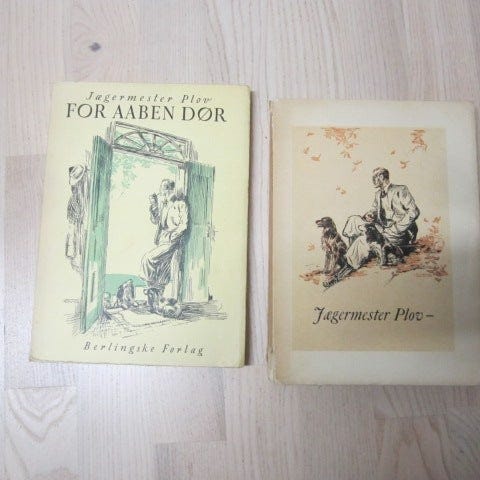 Jægermester Plov
FOR AABEN DØR
Berlingske Forlag
Jægermester Plov –